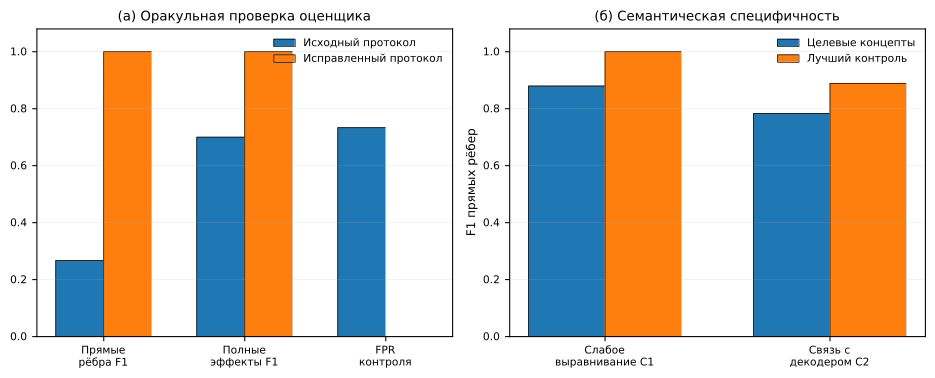 (а) Оракульная проверка оценщика
Исходный протокол
Исправленный протокол
1.0
0.8
0.6
0.4
0.2
0.0
Прямые
рёбра F1
Полные
эффекты F1
FPR
контроля
(б) Семантическая специфичность
Целевые концепты
Лучший контроль
F1 прямых рёбер
1.0
0.8
0.6
0.4
0.2
0.0
Слабое
выравнивание C1
Связь с
декодером C2